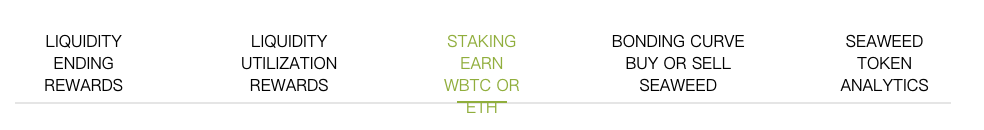 LIQUIDITY
ENDING
REWARDS
LIQUIDITY
UTILIZATION
REWARDS
STAKING
EARN
WBTC OR
ETH
BONDING CURVE
BUY OR SELL
SEAWEED
SEAWEED
TOKEN
ANALYTICS